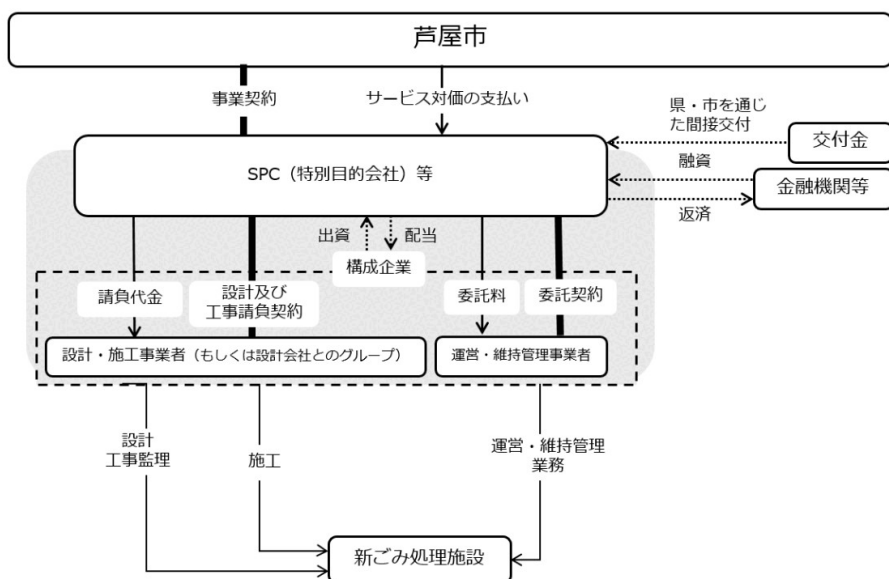 芦屋市
事業契約
サービス対価の支払い
県・市を通じ
た間接交付
交付金
SPC（特別目的会社）等
融資
金融機関等
返済
出資
配当
構成企業
請負代金
設計及び
工事請負契約
委託料
委託契約
設計・施工事業者（もしくは設計会社とのグループ）
運営・維持管理事業者
設計
工事監理
施工
運営・維持管理
業務
新ごみ処理施設